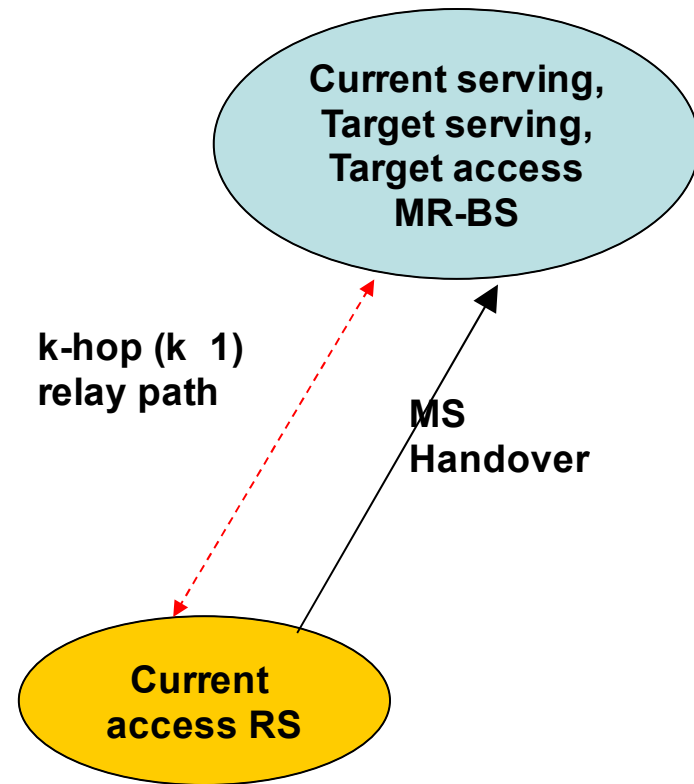 Current serving,
Target serving,
Target access
MR-BS
k-hop (k 1)
relay path
MS
Handover
Current
access RS